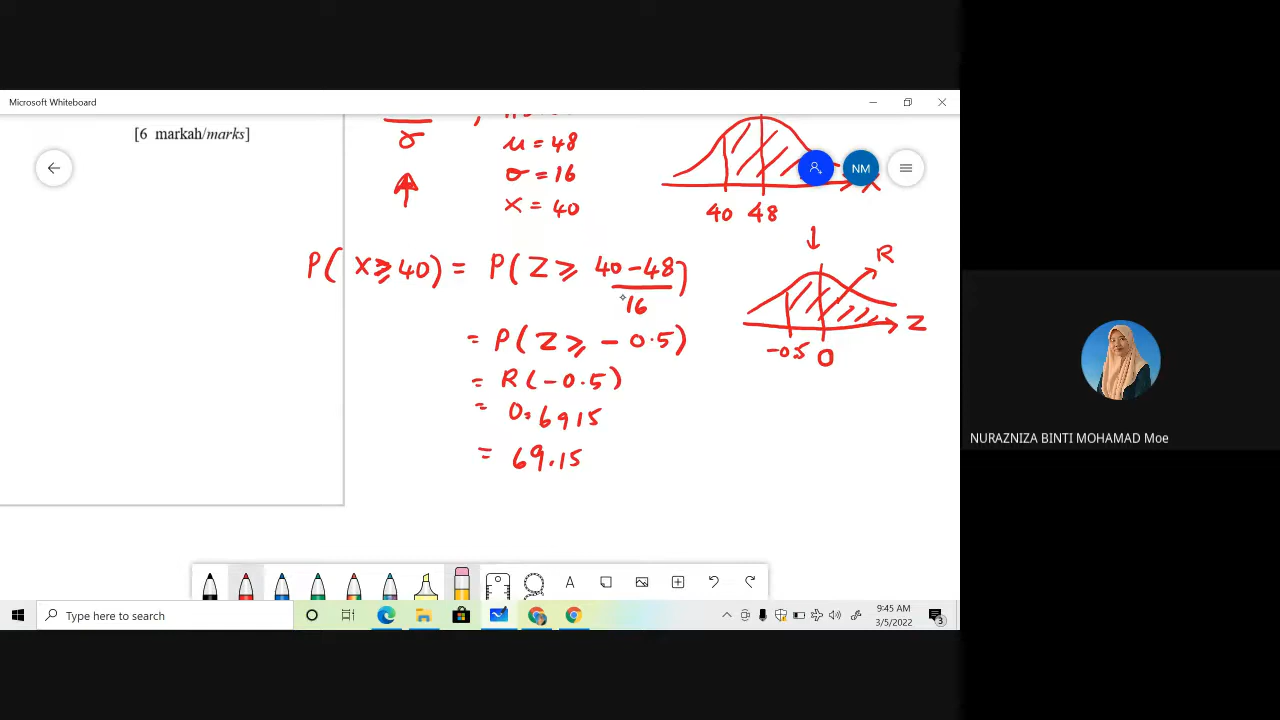 Microsoft Whiteboard
[6 markah/marks]
σ
μ = 48
σ = 16
x = 40
40 48
NM
P( X ≥ 40) = P( Z ≥ 40 - 48 )
16
= P( Z ≥ - 0.5)
= R( - 0.5 )
= 0.6915
= 69.15
R
Z
-0.5 0
NURAZNIZA BINTI MOHAMAD Moe
A
Type here to search
9:45 AM
3/5/2022
3